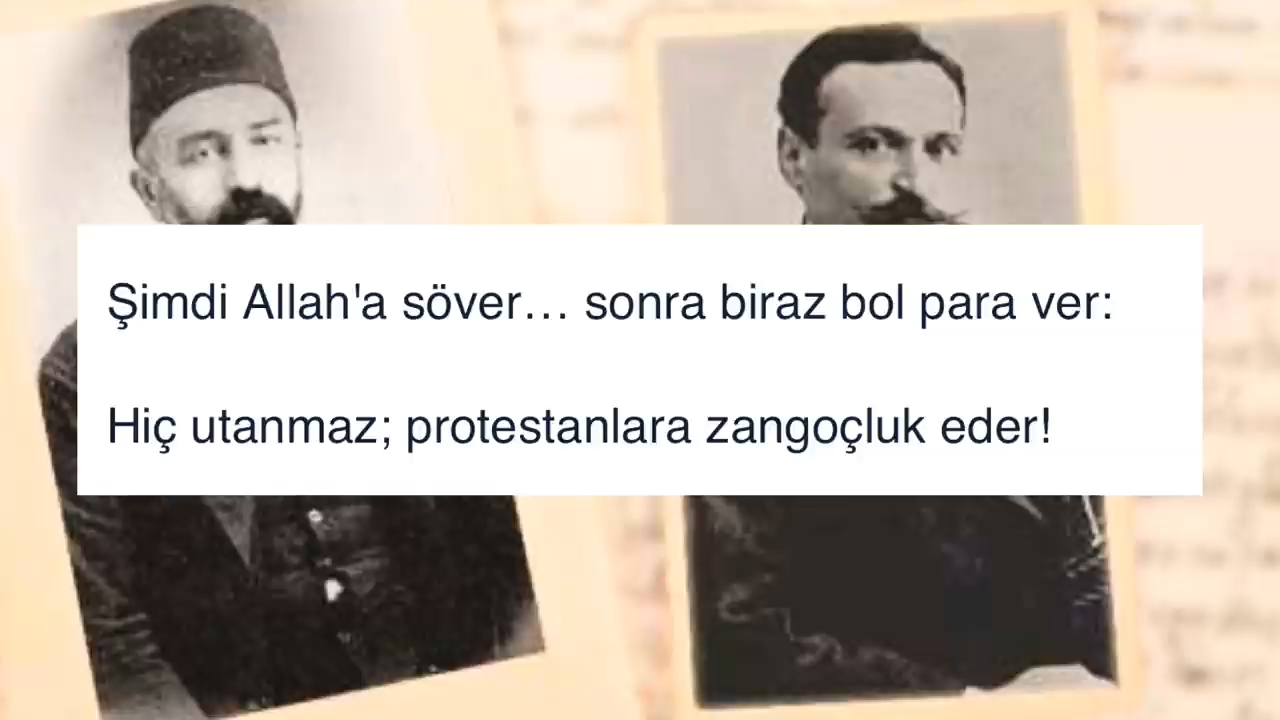 Şimdi Allah'a söver… sonra biraz bol para ver:
Hiç utanmaz; protestanlara zangoçluk eder!